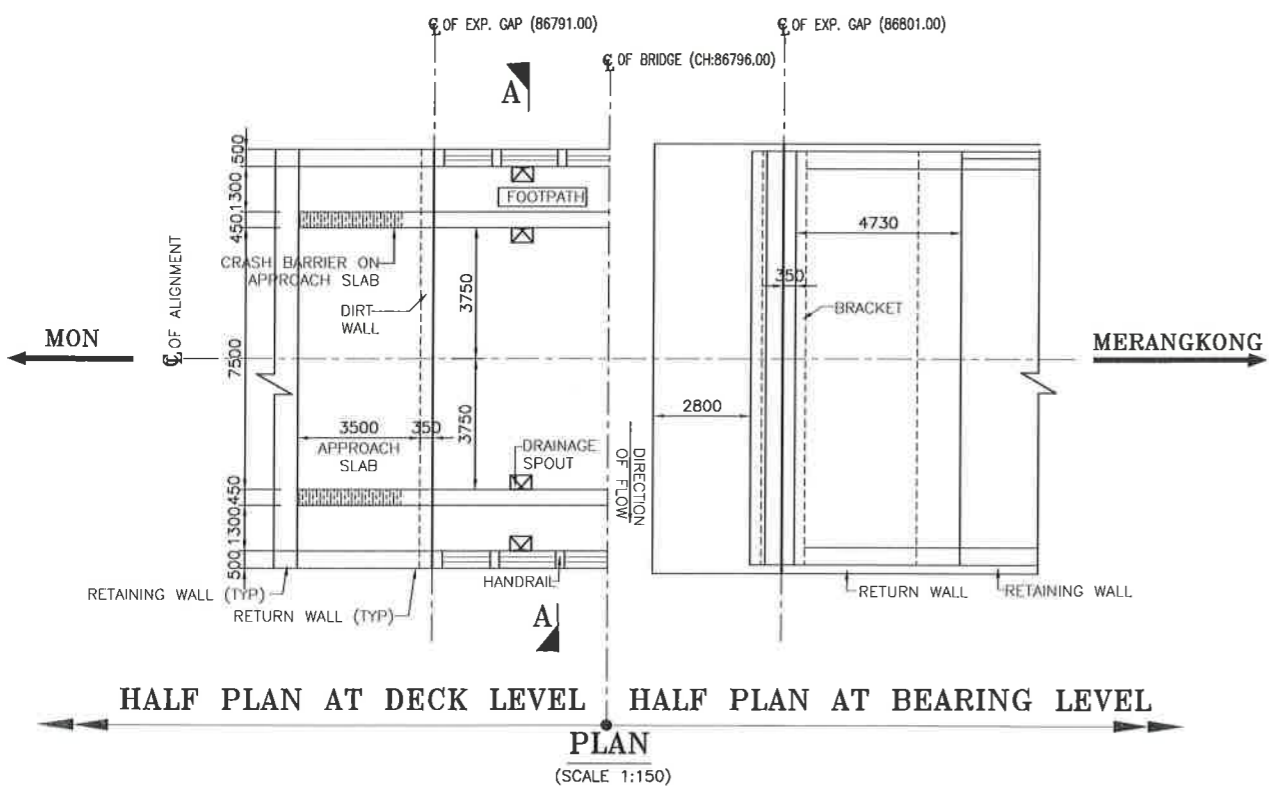 ℄ OF EXP. GAP (86791.00)
℄ OF EXP. GAP (86801.00)
℄ OF BRIDGE (CH:86796.00)
A
500
1300
450
7500
450
1300
500
FOOTPATH
CRASH BARRIER ON
APPROACH SLAB
DIRT
WALL
3750
3750
℄ OF ALIGNMENT
MON
MERANGKONG
3500
350
APPROACH
SLAB
DRAINAGE
SPOUT
DIRECTION
OF FLOW
4730
350
BRACKET
2800
HANDRAIL
RETAINING WALL (TYP)
RETURN WALL (TYP)
RETURN WALL
RETAINING WALL
A
HALF PLAN AT DECK LEVEL
HALF PLAN AT BEARING LEVEL
PLAN
(SCALE 1:150)